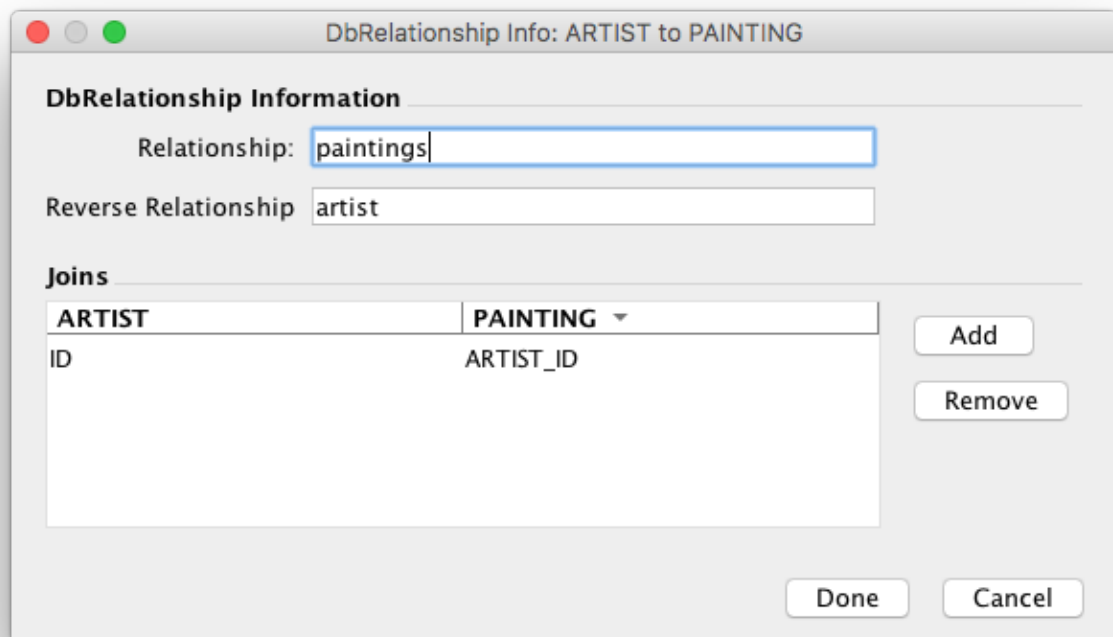 DbRelationship Info: ARTIST to PAINTING
DbRelationship Information
Relationship: paintings
Reverse Relationship artist
Joins
ARTIST PAINTING
ID ARTIST_ID
Add
Remove
Done Cancel